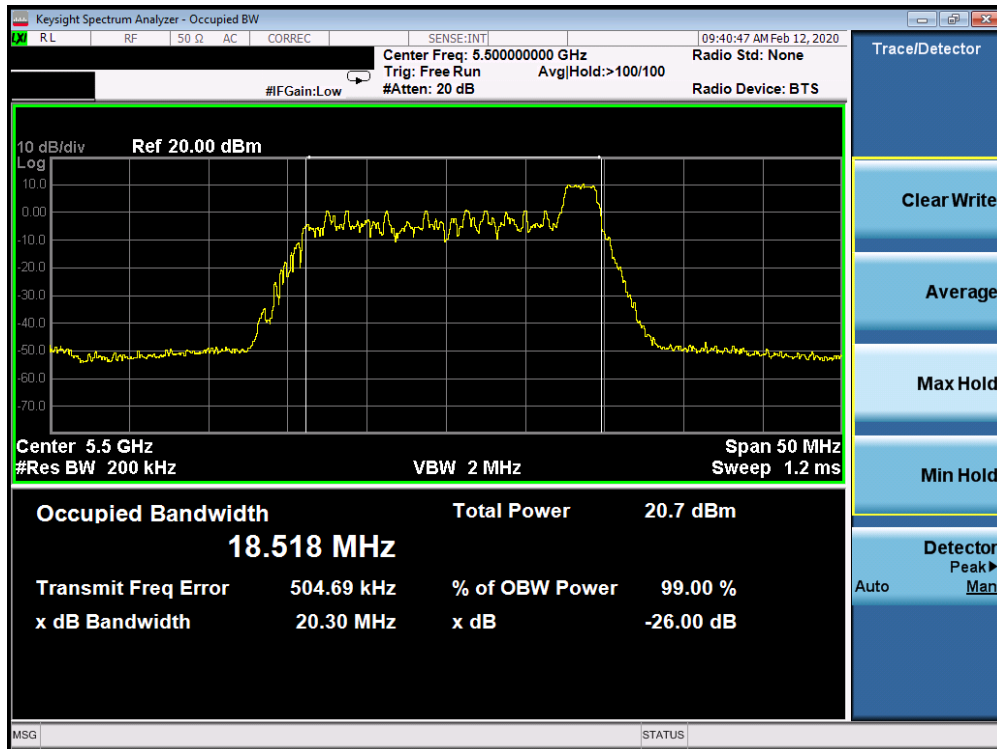 Keysight Spectrum Analyzer - Occupied BW
LXI RL RF 50 Ω AC CORREC SENSE:INT 09:40:47 AM Feb 12, 2020
Center Freq: 5.500000000 GHz Radio Std: None
Trig: Free Run Avg|Hold:>100/100
#IFGain:Low #Atten: 20 dB Radio Device: BTS
10 dB/div Ref 20.00 dBm
Log
10.0
0.00
-10.0
-20.0
-30.0
-40.0
-50.0
-60.0
-70.0
Center 5.5 GHz Span 50 MHz
#Res BW 200 kHz VBW 2 MHz Sweep 1.2 ms
Occupied Bandwidth Total Power 20.7 dBm
18.518 MHz
Transmit Freq Error 504.69 kHz % of OBW Power 99.00 %
x dB Bandwidth 20.30 MHz x dB -26.00 dB
MSG STATUS
Trace/Detector
Clear Write
Average
Max Hold
Min Hold
Detector
Peak▶
Auto Man